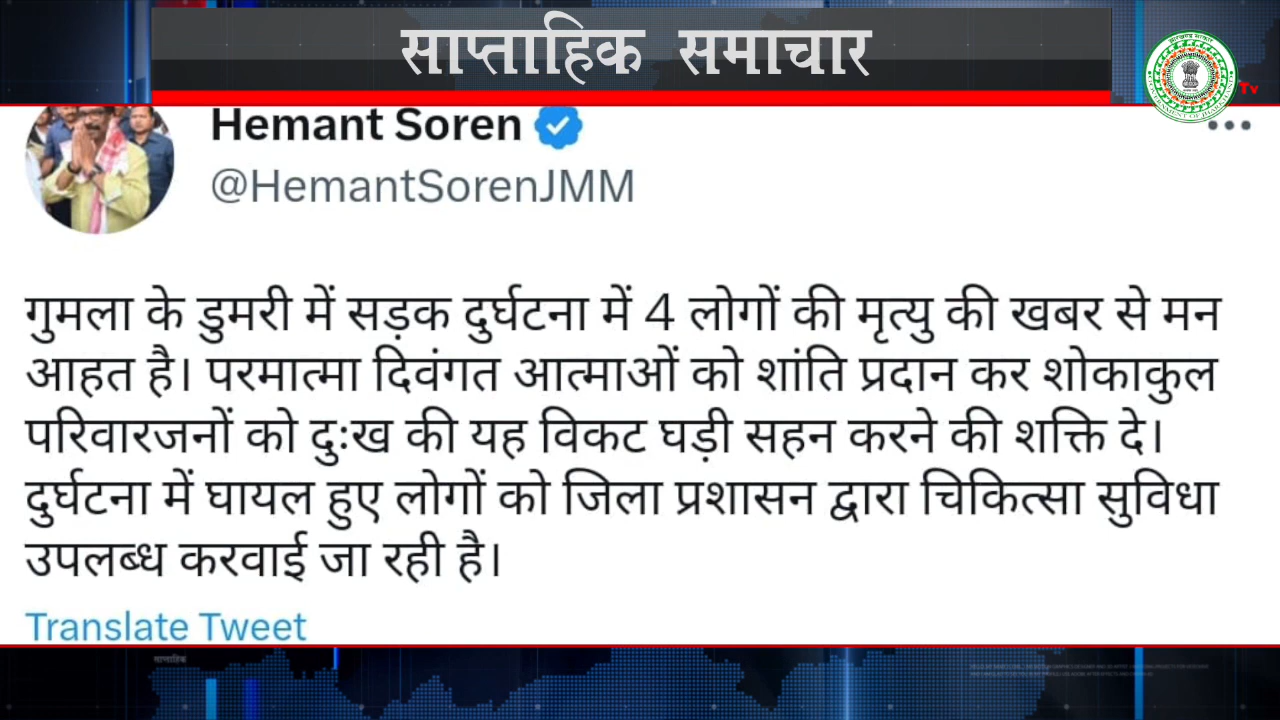 साप्ताहिक समाचार
Tv
Hemant Soren
@HemantSorenJMM
गुमला के डुमरी में सड़क दुर्घटना में 4 लोगों की मृत्यु की खबर से मन
आहत है। परमात्मा दिवंगत आत्माओं को शांति प्रदान कर शोकाकुल
परिवारजनों को दुःख की यह विकट घड़ी सहन करने की शक्ति दे।
दुर्घटना में घायल हुए लोगों को जिला प्रशासन द्वारा चिकित्सा सुविधा
उपलब्ध करवाई जा रही है।
Translate Tweet
साप्ताहिक